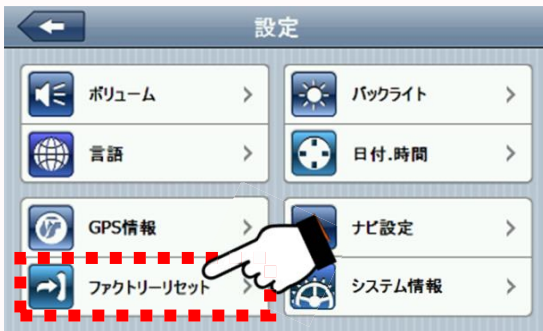 設定
ボリューム
バックライト
言語
日付.時間
GPS情報
ナビ設定
ファクトリーリセット
システム情報